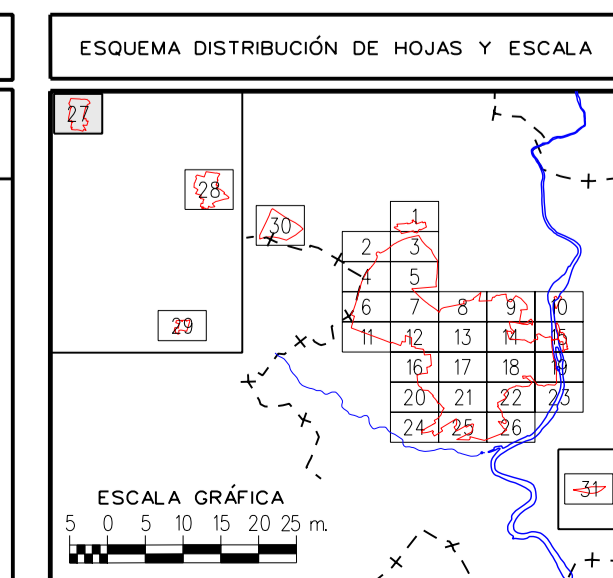 ESQUEMA DISTRIBUCIÓN DE HOJAS Y ESCALA
27
28
1
30
2 3
4 5
6 7 8 9 10
29
11 12 13 14 15
16 17 18 19
20 21 22 23
24 25 26
31
ESCALA GRÁFICA
5 0 5 10 15 20 25 m.